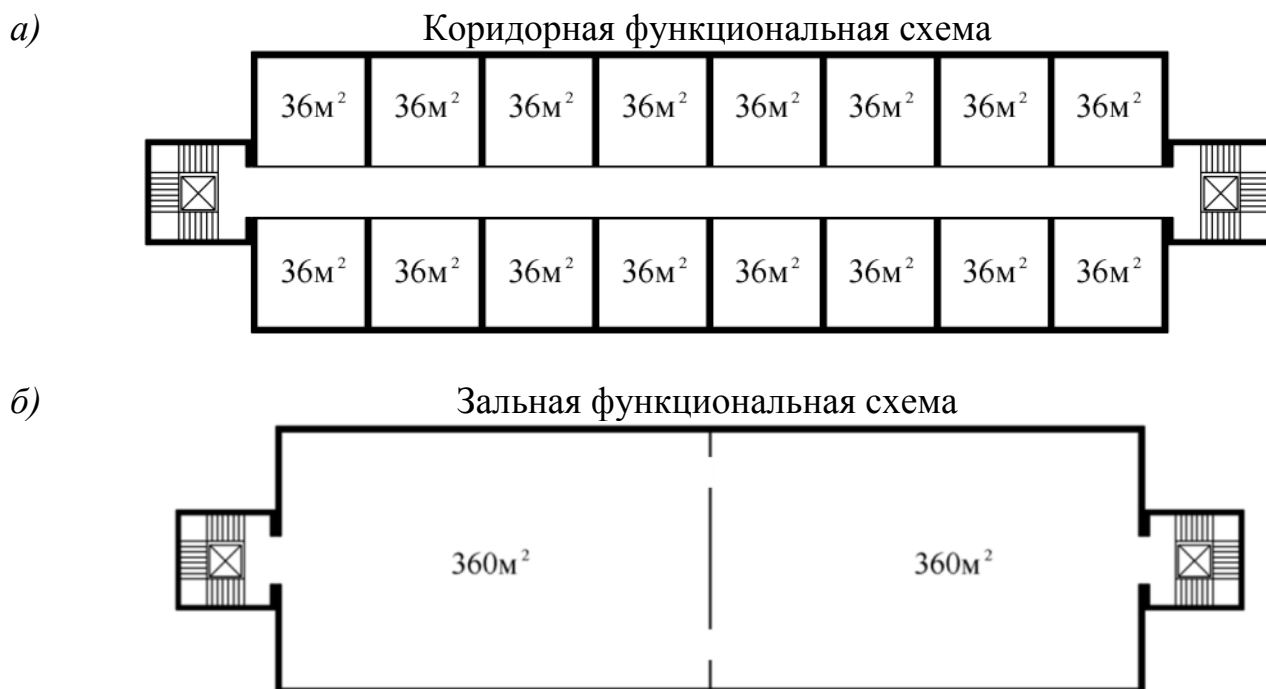 а) Коридорная функциональная схема
36м² 36м² 36м² 36м² 36м² 36м² 36м² 36м²
36м² 36м² 36м² 36м² 36м² 36м² 36м² 36м²
б) Зальная функциональная схема
360м² 360м²